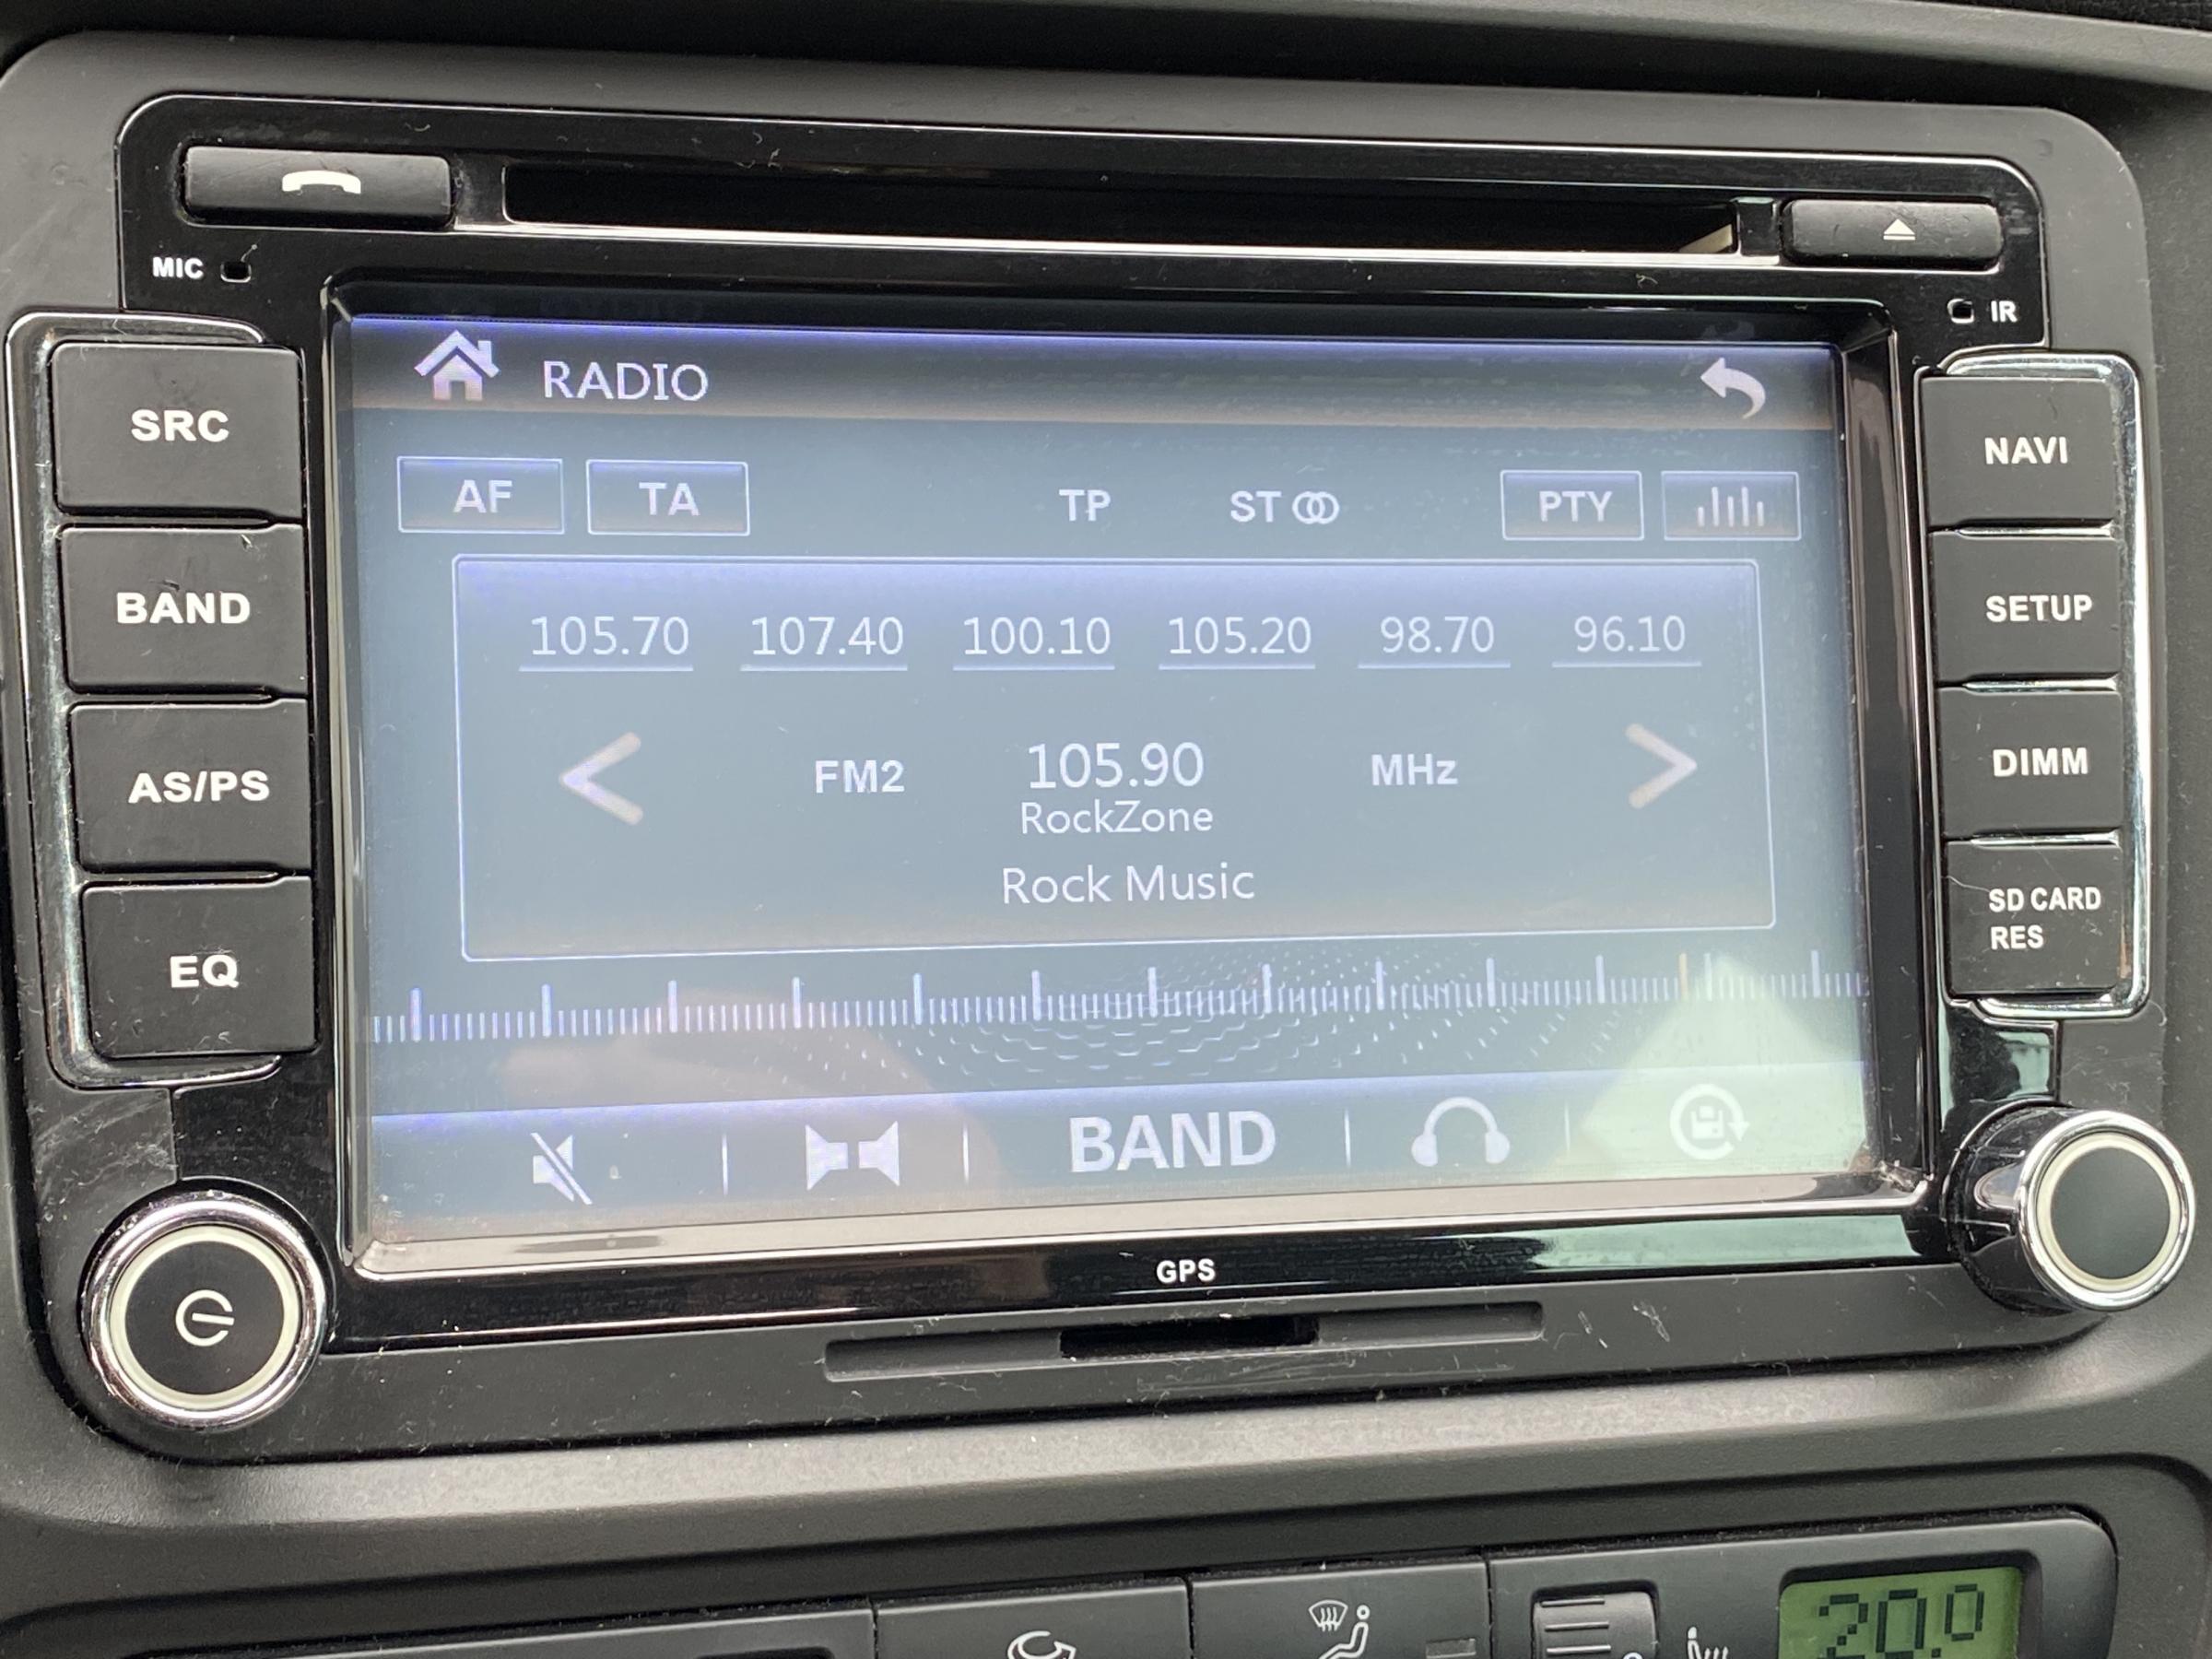 MIC
IR
SRC
BAND
AS/PS
EQ
RADIO
AF TA TP ST PTY
105.70 107.40 100.10 105.20 98.70 96.10
FM2 105.90 MHz
RockZone
Rock Music
BAND
NAVI
SETUP
DIMM
SD CARD
RES
GPS
20.0